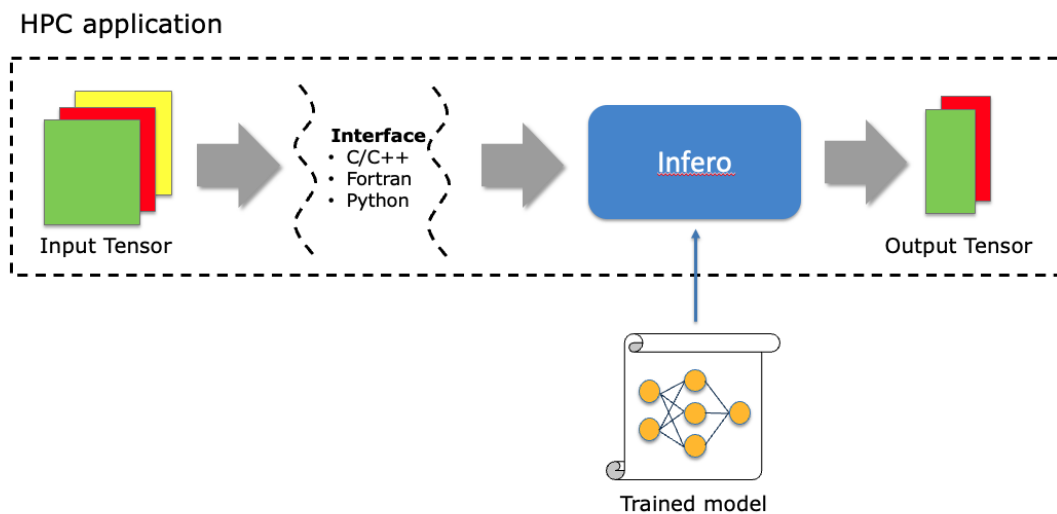 HPC application
Input Tensor
Interface
• C/C++
• Fortran
• Python
Infero
Output Tensor
Trained model